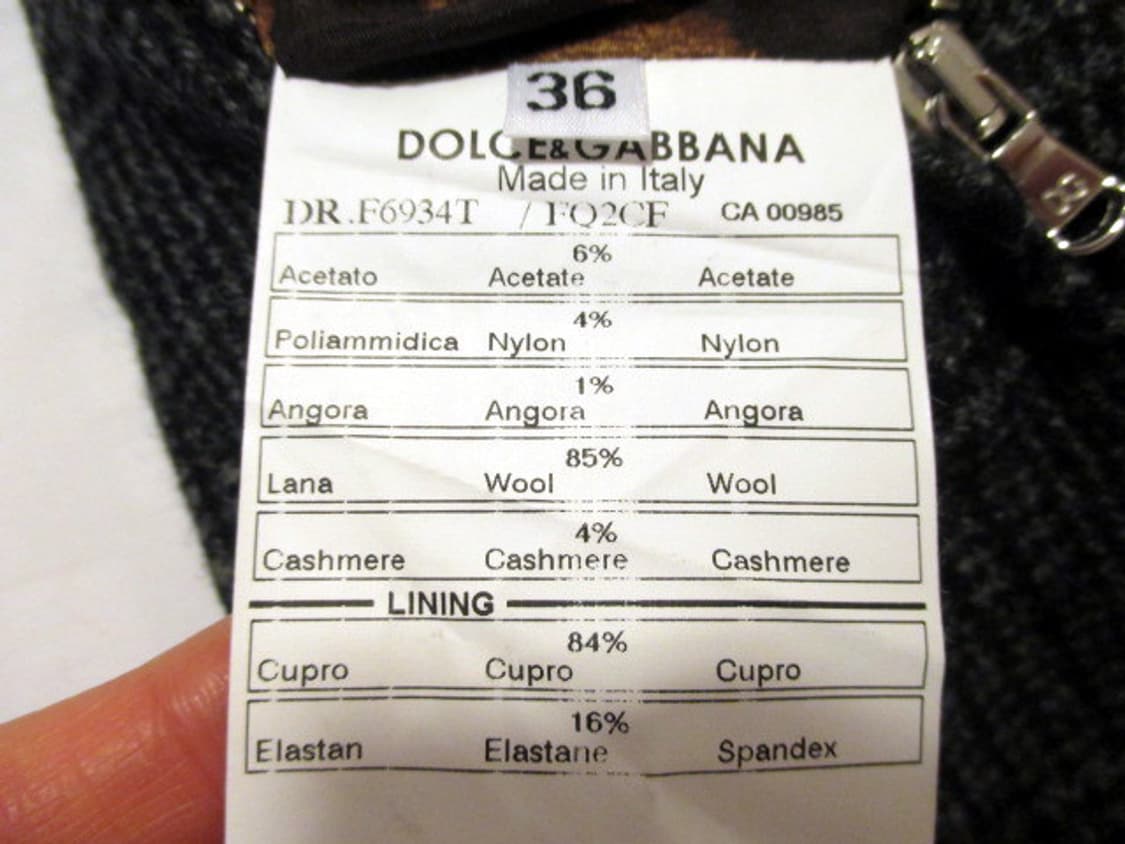 36
DOLCE&GABBANA
Made in Italy
DR.F6934T / FQ2CF CA 00985
6%
Acetato Acetate Acetate
4%
Poliammidica Nylon Nylon
1%
Angora Angora Angora
85%
Lana Wool Wool
4%
Cashmere Cashmere Cashmere
LINING
84%
Cupro Cupro Cupro
16%
Elastan Elastane Spandex